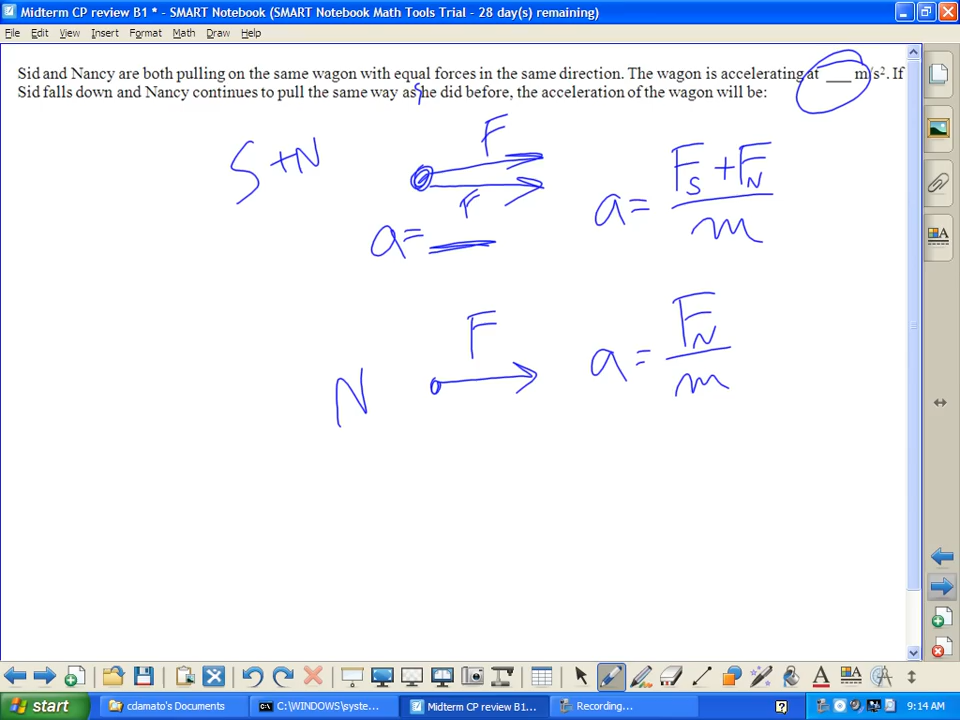 Midterm CP review B1 * - SMART Notebook (SMART Notebook Math Tools Trial - 28 day(s) remaining)
File Edit View Insert Format Math Draw Help
Sid and Nancy are both pulling on the same wagon with equal forces in the same direction. The wagon is accelerating at ___ m/s². If
Sid falls down and Nancy continues to pull the same way as she did before, the acceleration of the wagon will be:
S+N
F
F
a=
a= F_S + F_N / m
F
N
a= F_N / m
start
cdamato's Documents
C:\WINDOWS\syste...
Midterm CP review B1...
Recording...
9:14 AM